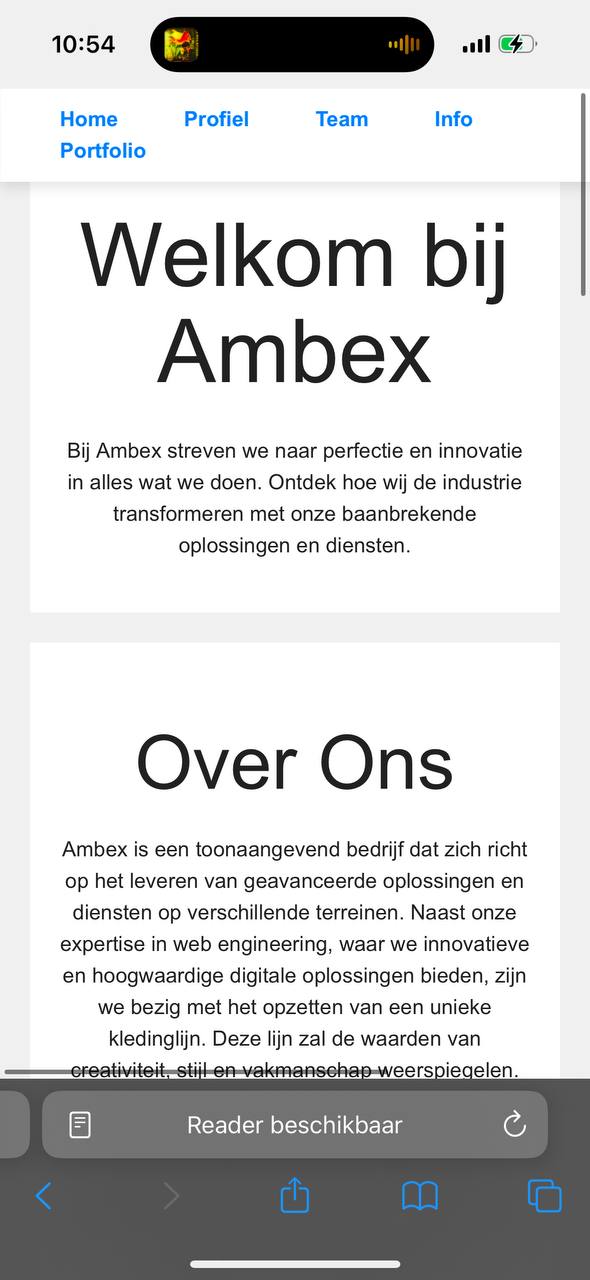 10:54
Home Profiel Team Info
Portfolio
Welkom bij
Ambex
Bij Ambex streven we naar perfectie en innovatie
in alles wat we doen. Ontdek hoe wij de industrie
transformeren met onze baanbrekende
oplossingen en diensten.
Over Ons
Ambex is een toonaangevend bedrijf dat zich richt
op het leveren van geavanceerde oplossingen en
diensten op verschillende terreinen. Naast onze
expertise in web engineering, waar we innovatieve
en hoogwaardige digitale oplossingen bieden, zijn
we bezig met het opzetten van een unieke
kledinglijn. Deze lijn zal de waarden van
creativiteit, stijl en vakmanschap weerspiegelen.
Reader beschikbaar